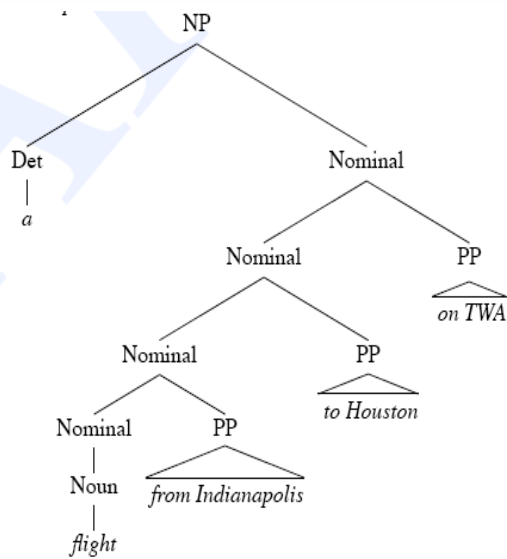 NP
Det Nominal
a
Nominal PP
on TWA
Nominal PP
to Houston
Nominal PP
Noun from Indianapolis
flight